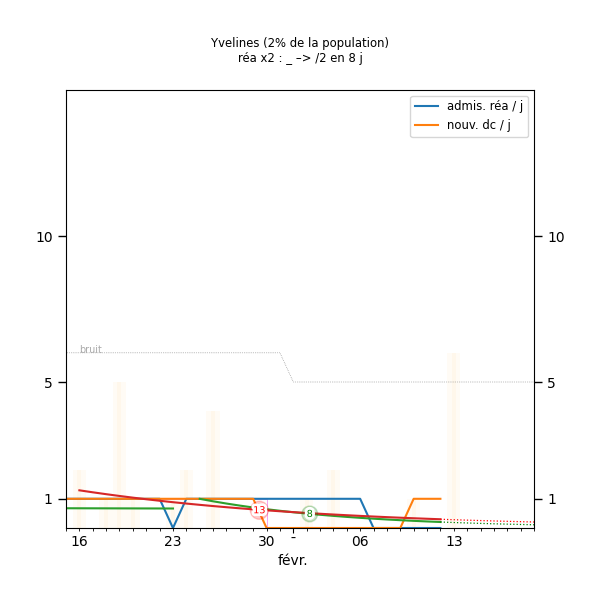 Yvelines (2% de la population)
réa x2 : _ –> /2 en 8 j
admis. réa / j
nouv. dc / j
10 10
bruit
5 5
1 1
13 8
16 23 30 - 06 13
févr.